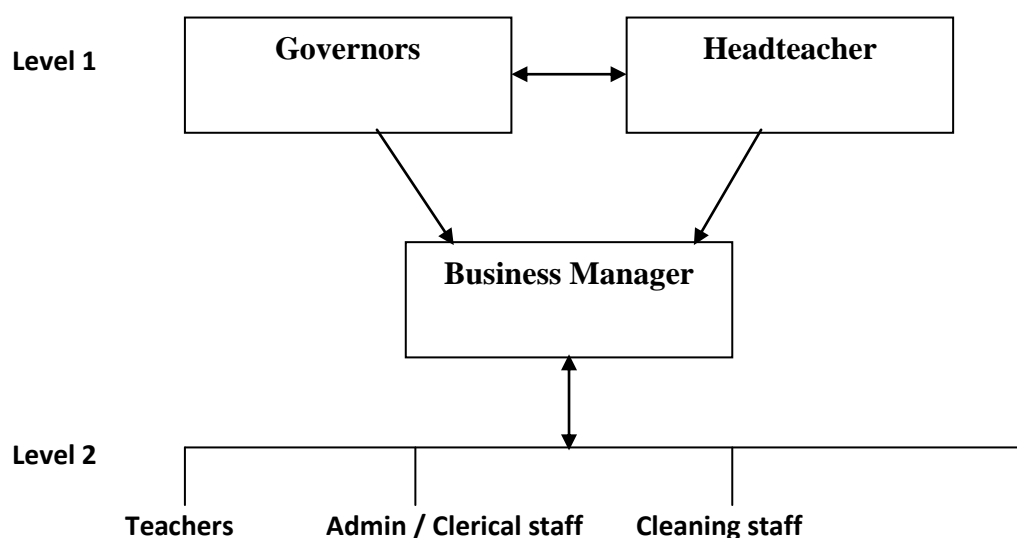 Level 1
Governors
Headteacher
Business Manager
Level 2
Teachers
Admin / Clerical staff
Cleaning staff